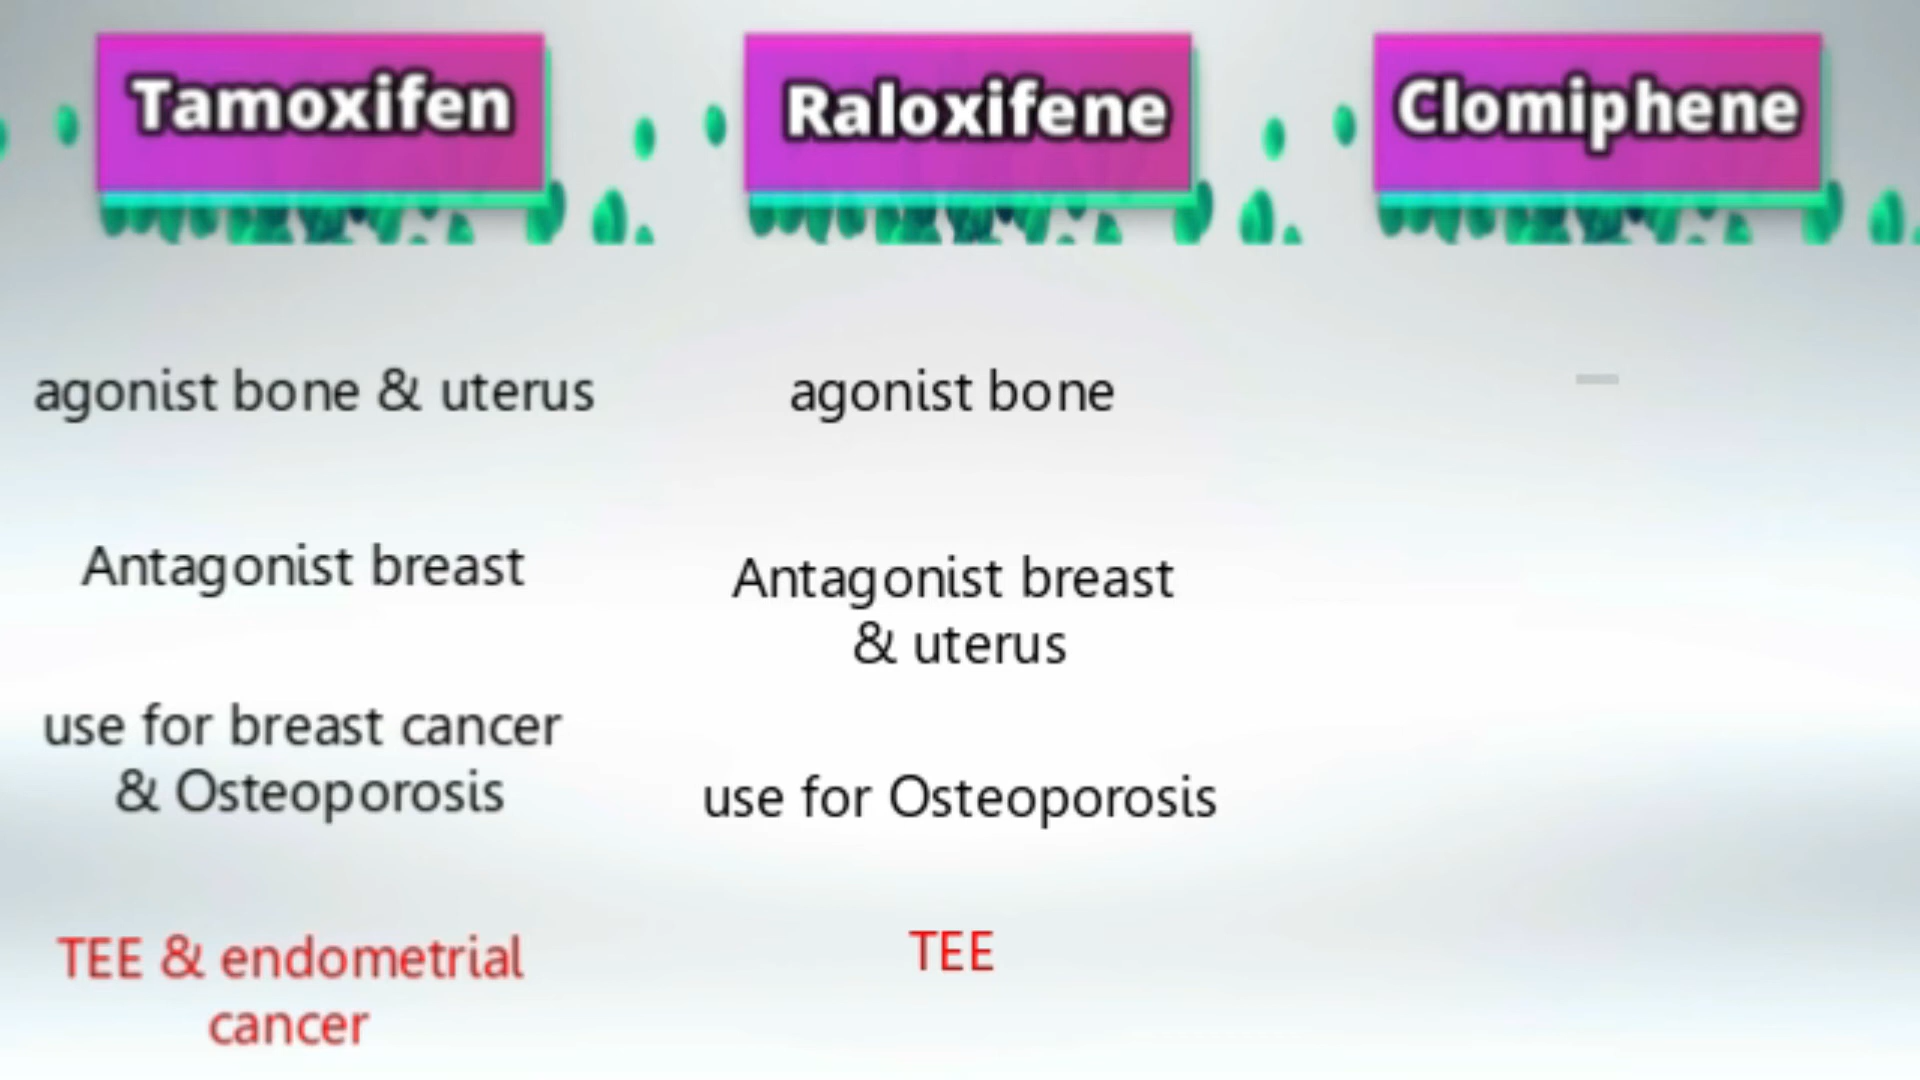 Tamoxifen
agonist bone & uterus
Antagonist breast
use for breast cancer
& Osteoporosis
TEE & endometrial
cancer
Raloxifene
agonist bone
Antagonist breast
& uterus
use for Osteoporosis
TEE
Clomiphene